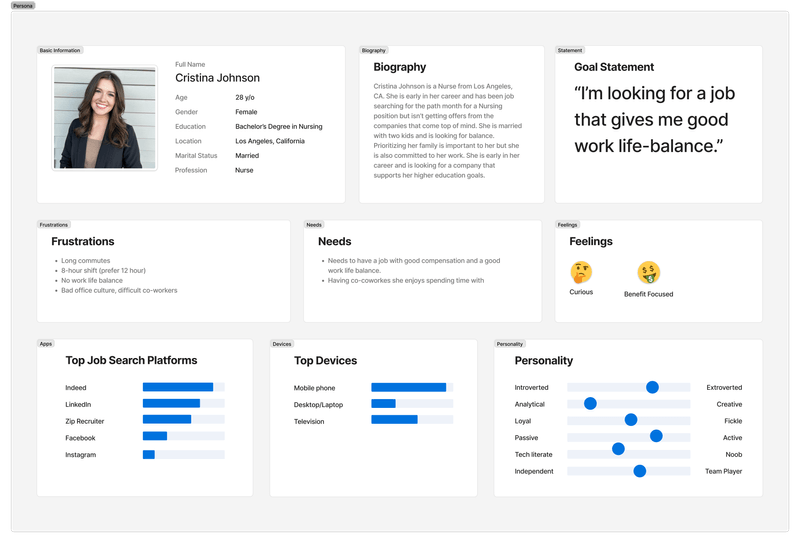 Persona
Basic Information
Full Name
Cristina Johnson
Age 28 y/o
Gender Female
Education Bachelor's Degree in Nursing
Location Los Angeles, California
Marital Status Married
Profession Nurse
Biography
Biography
Cristina Johnson is a Nurse from Los Angeles,
CA. She is early in her career and has been job
searching for the path month for a Nursing
position but isn't getting offers from the
companies that come top of mind. She is married
with two kids and is looking for balance.
Prioritizing her family is important to her but she
is also committed to her work. She is early in her
career and is looking for a company that
supports her higher education goals.
Statement
Goal Statement
“I'm looking for a job
that gives me good
work life-balance.”
Frustrations
Frustrations
• Long commutes
• 8-hour shift (prefer 12 hour)
• No work life balance
• Bad office culture, difficult co-workers
Needs
Needs
• Needs to have a job with good compensation and a good
work life balance.
• Having co-coworkes she enjoys spending time with
Feelings
Feelings
Curious
Benefit Focused
Apps
Top Job Search Platforms
Indeed
LinkedIn
Zip Recruiter
Facebook
Instagram
Devices
Top Devices
Mobile phone
Desktop/Laptop
Television
Personality
Personality
Introverted Extroverted
Analytical Creative
Loyal Fickle
Passive Active
Tech literate Noob
Independent Team Player